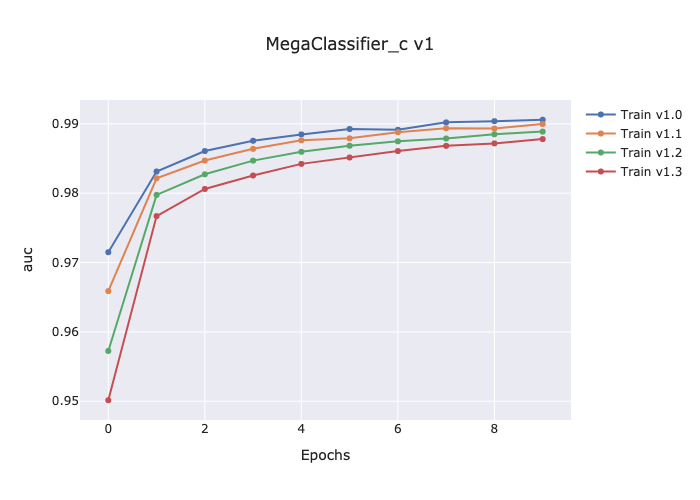 MegaClassifier_c v1
Train v1.0
Train v1.1
Train v1.2
Train v1.3
0.99
0.98
0.97
0.96
0.95
auc
0 2 4 6 8
Epochs